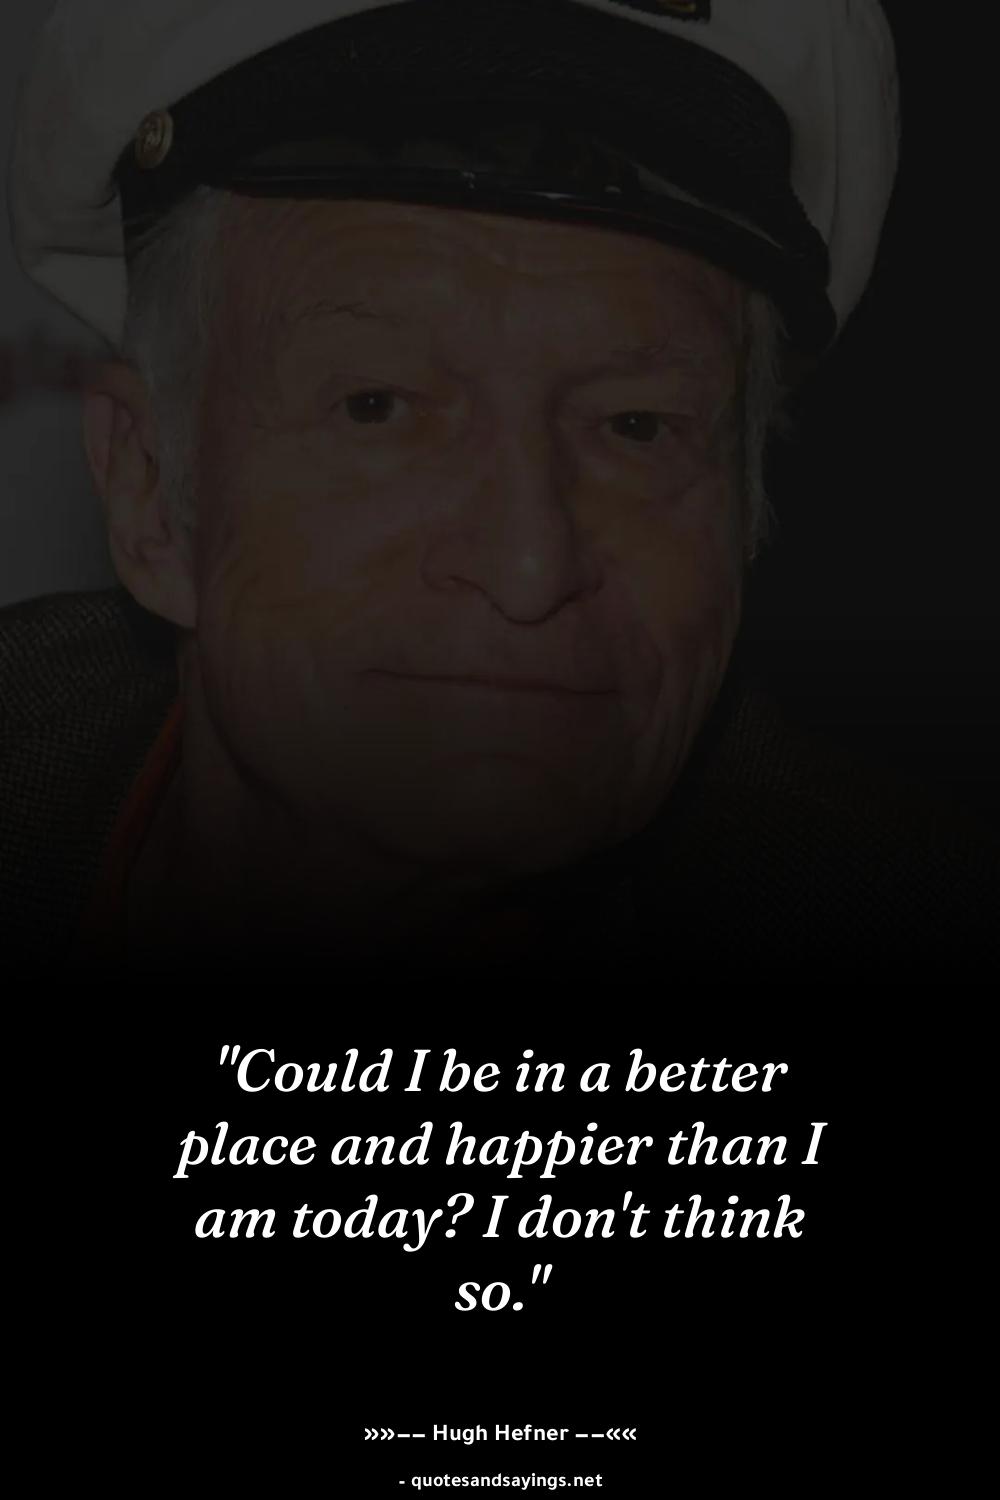 "Could I be in a better
place and happier than I
am today? I don't think
so."
»»−− Hugh Hefner −−««
- quotesandsayings.net